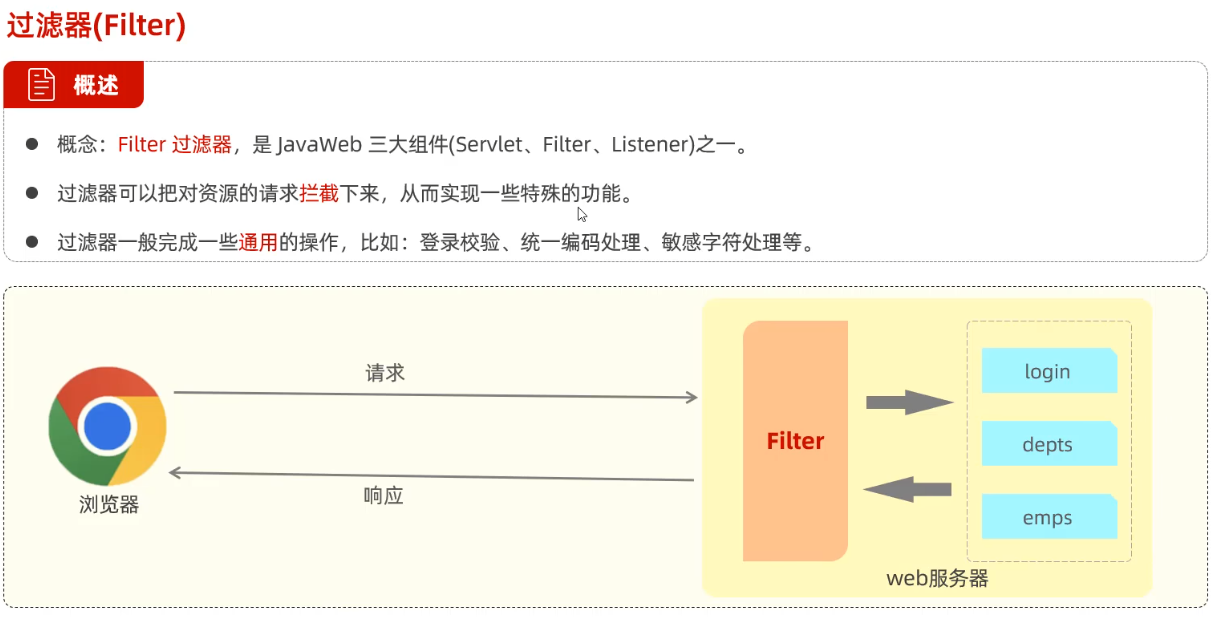 过滤器(Filter)
概述
概念：Filter 过滤器，是 JavaWeb 三大组件(Servlet、Filter、Listener)之一。
过滤器可以把对资源的请求拦截下来，从而实现一些特殊的功能。
过滤器一般完成一些通用的操作，比如：登录校验、统一编码处理、敏感字符处理等。
请求
login
Filter
depts
响应
浏览器
emps
web服务器